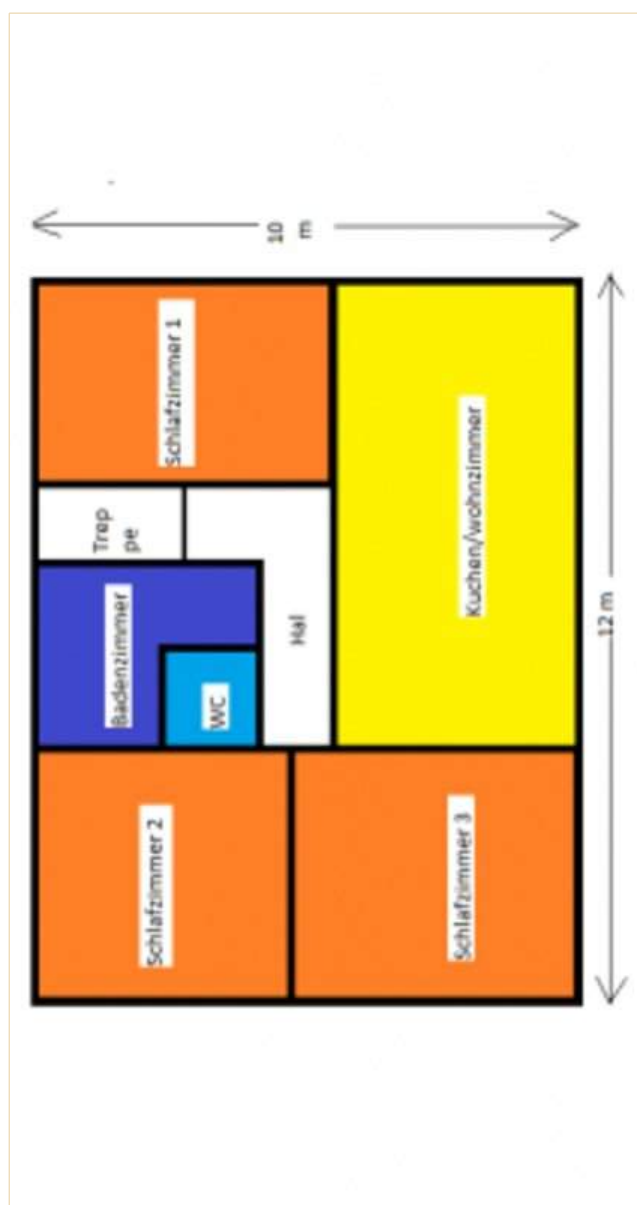 Schlafzimmer 2
Badenzimmer
Trep
pe
Schlafzimmer 1
WC
Hal
Schlafzimmer 3
Kuchen/wohnzimmer
10
m
12 m